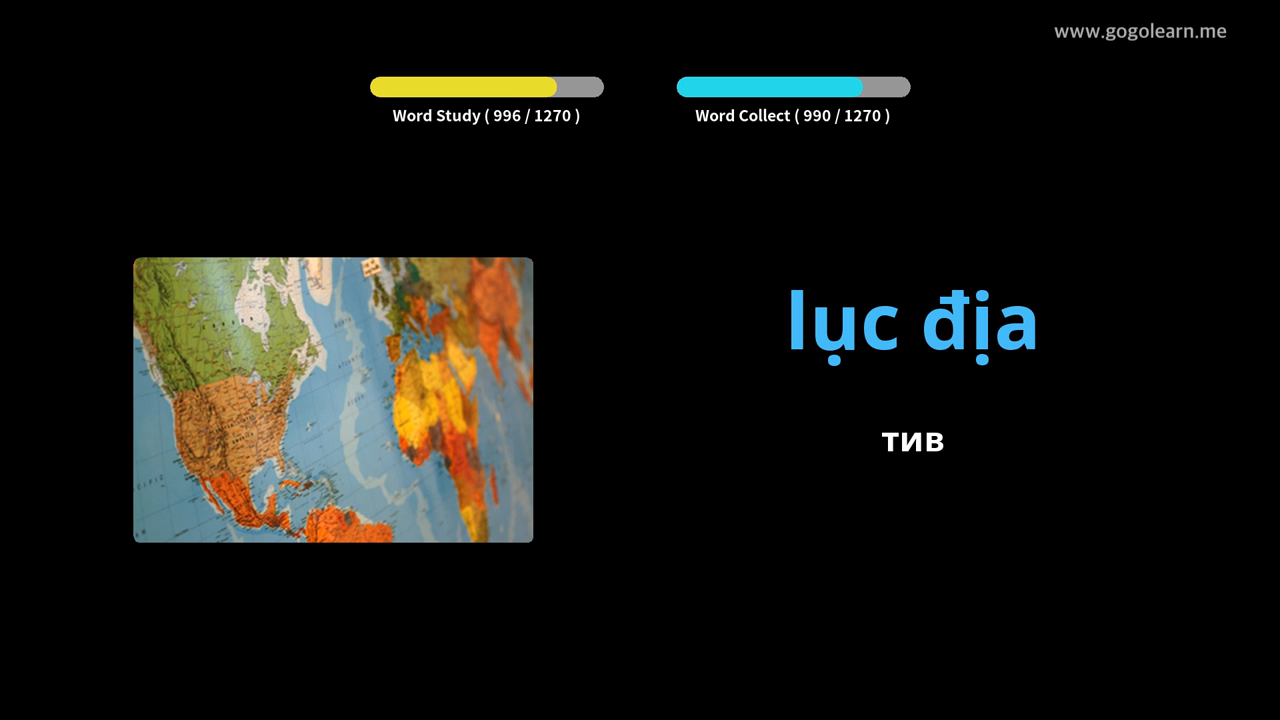 www.gogolearn.me
Word Study ( 996 / 1270 )
Word Collect ( 990 / 1270 )
lục địa
тив